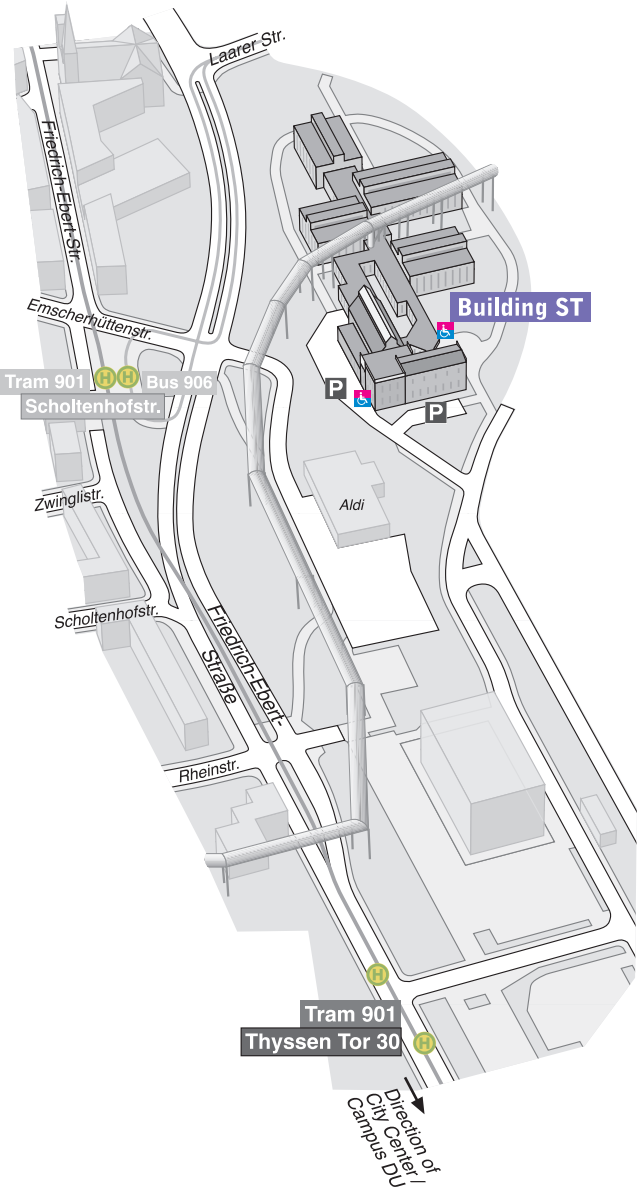 Laarer Str.
Friedrich-Ebert-Str.
Building ST
Emscherhüttenstr.
Tram 901
H
H
Bus 906
Scholtenhofstr.
P
P
Zwinglistr.
Aldi
Scholtenhofstr.
Friedrich-Ebert-
Straße
Rheinstr.
H
Tram 901
Thyssen Tor 30
H
Direction of
City Center /
Campus DU